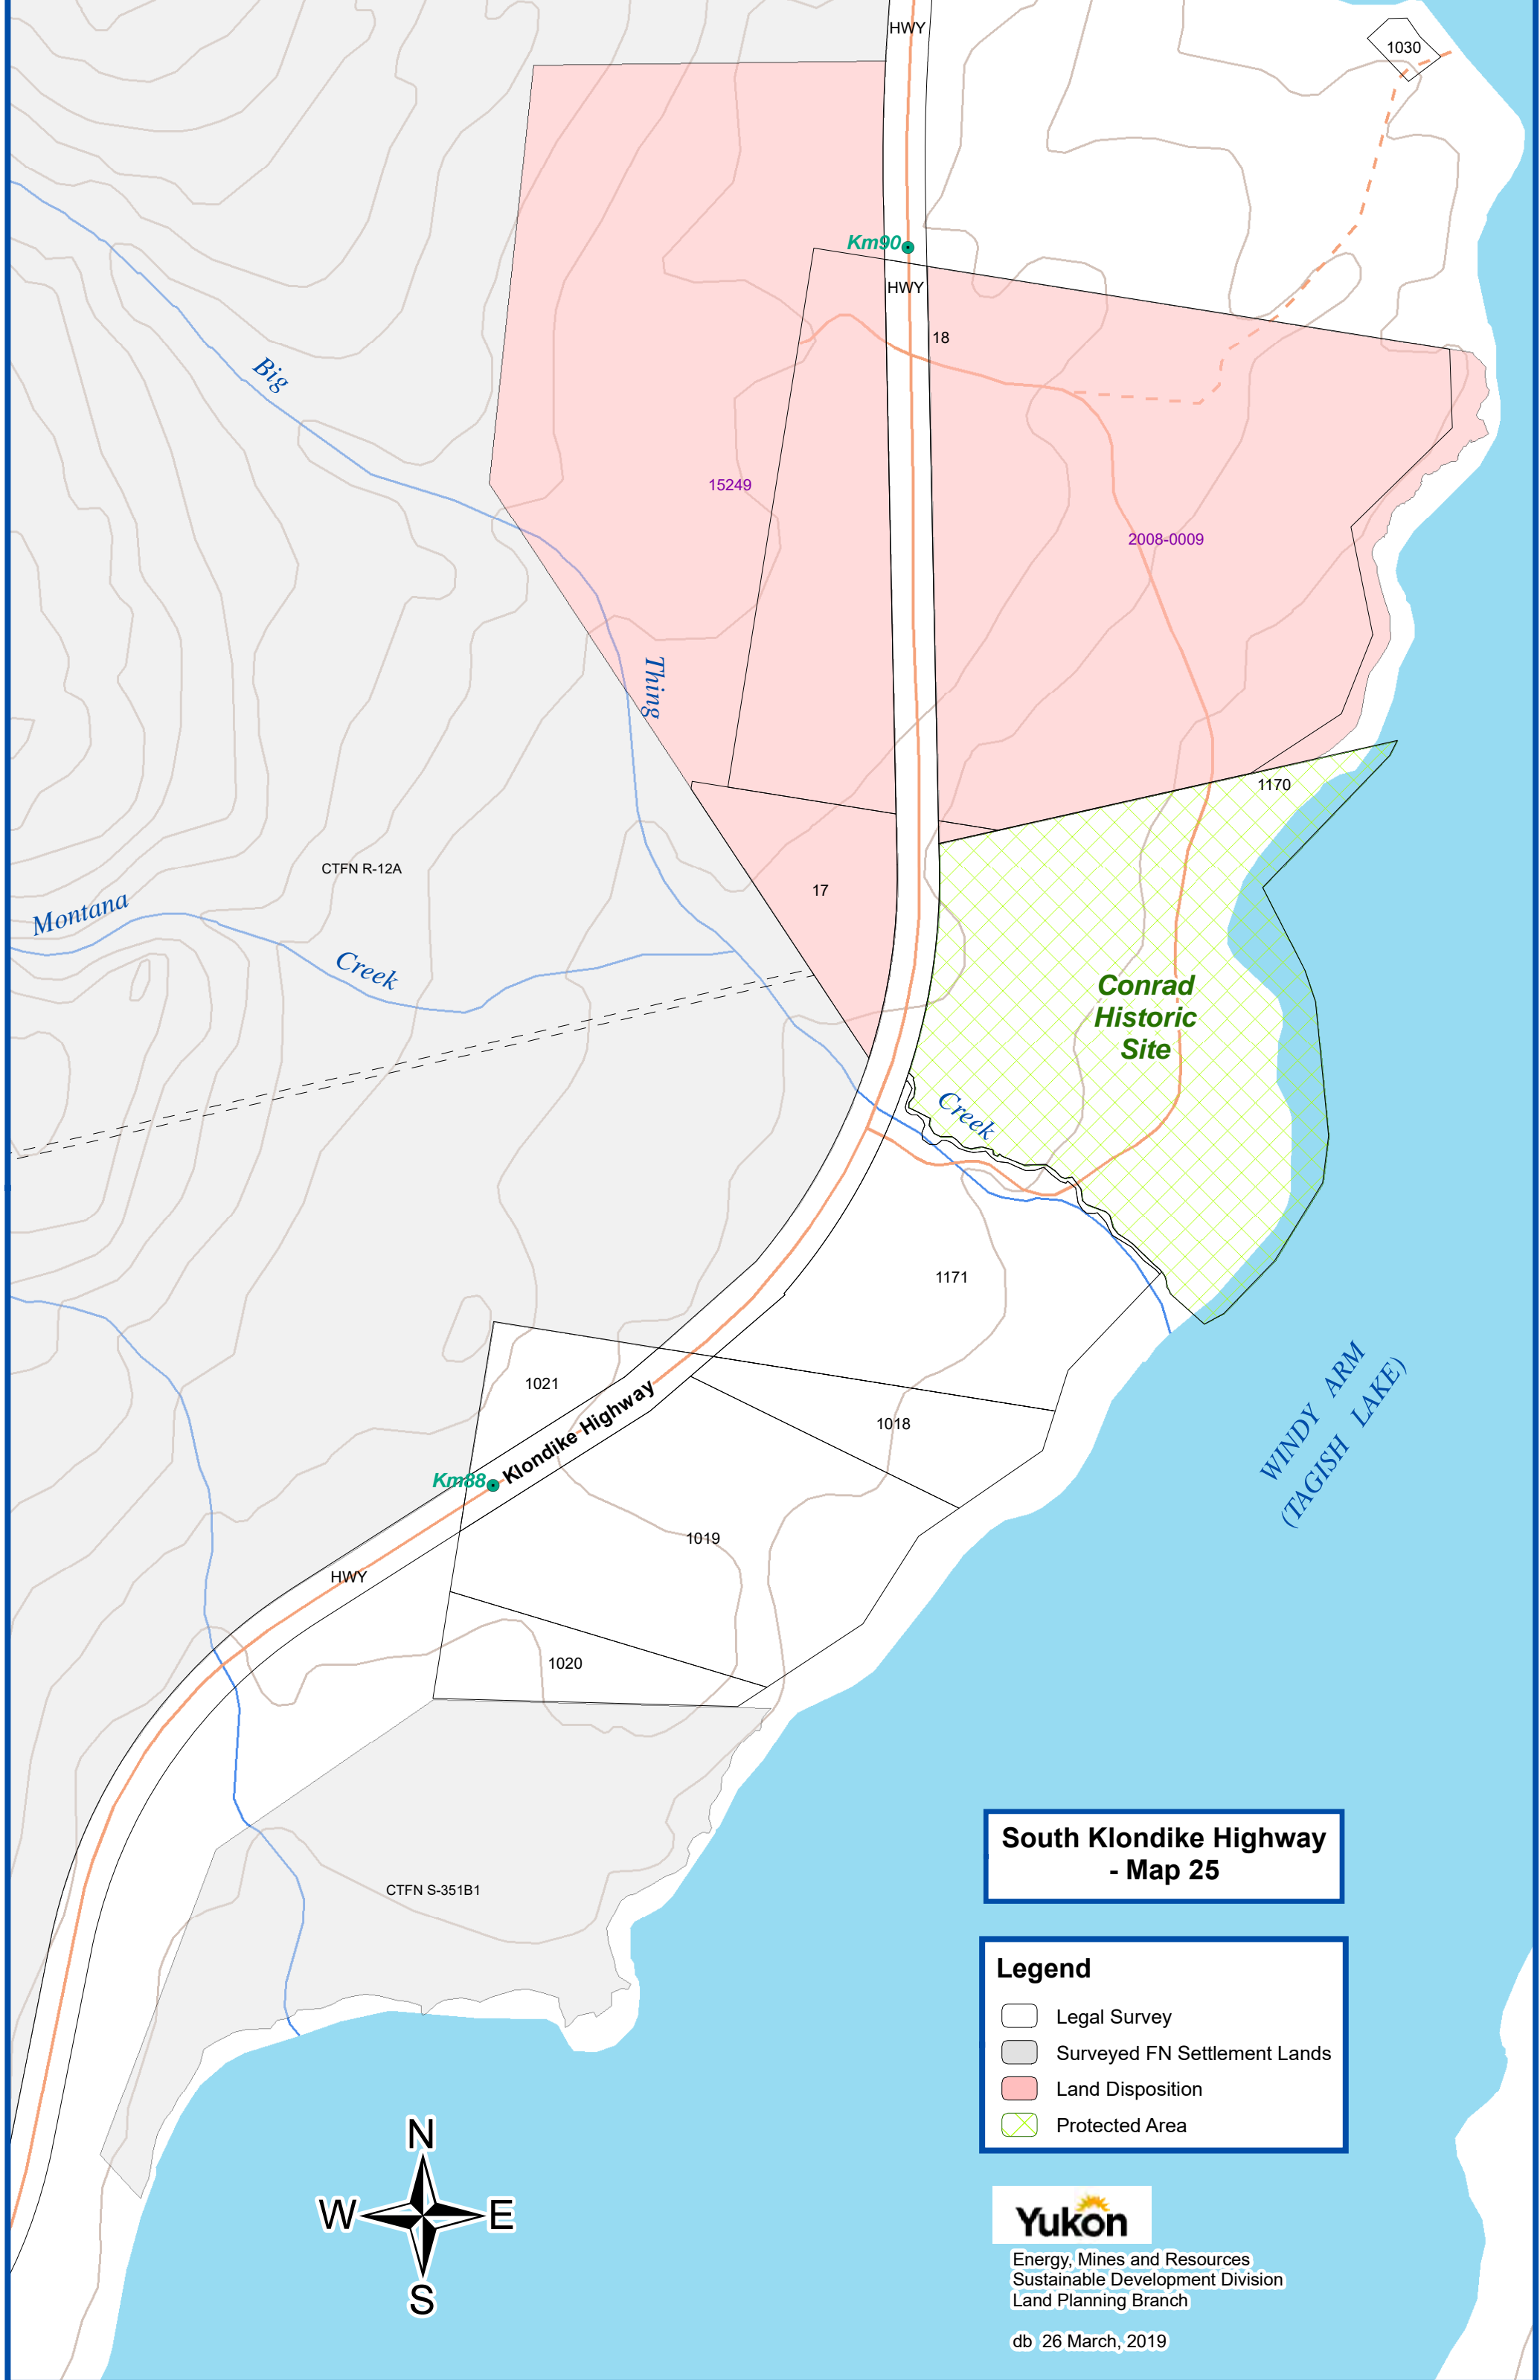 HWY
1030
Km90
HWY
18
Big
15249
2008-0009
Thing
1170
CTFN R-12A
17
Montana
Creek
Conrad
Historic
Site
Creek
1171
1021
1018
WINDY ARM
(TAGISH LAKE)
Klondike Highway
Km88
1019
HWY
1020
CTFN S-351B1
South Klondike Highway
- Map 25
Legend
Legal Survey
Surveyed FN Settlement Lands
Land Disposition
Protected Area
N
W
E
S
Yukon
Energy, Mines and Resources
Sustainable Development Division
Land Planning Branch
db 26 March, 2019